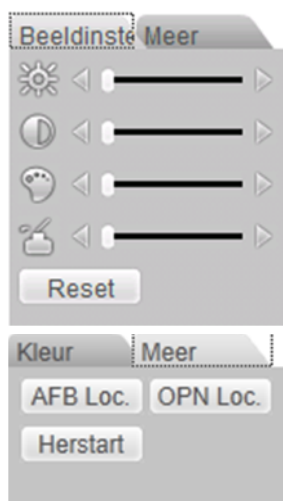 Beeldinste Meer
Reset
Kleur Meer
AFB Loc. OPN Loc.
Herstart